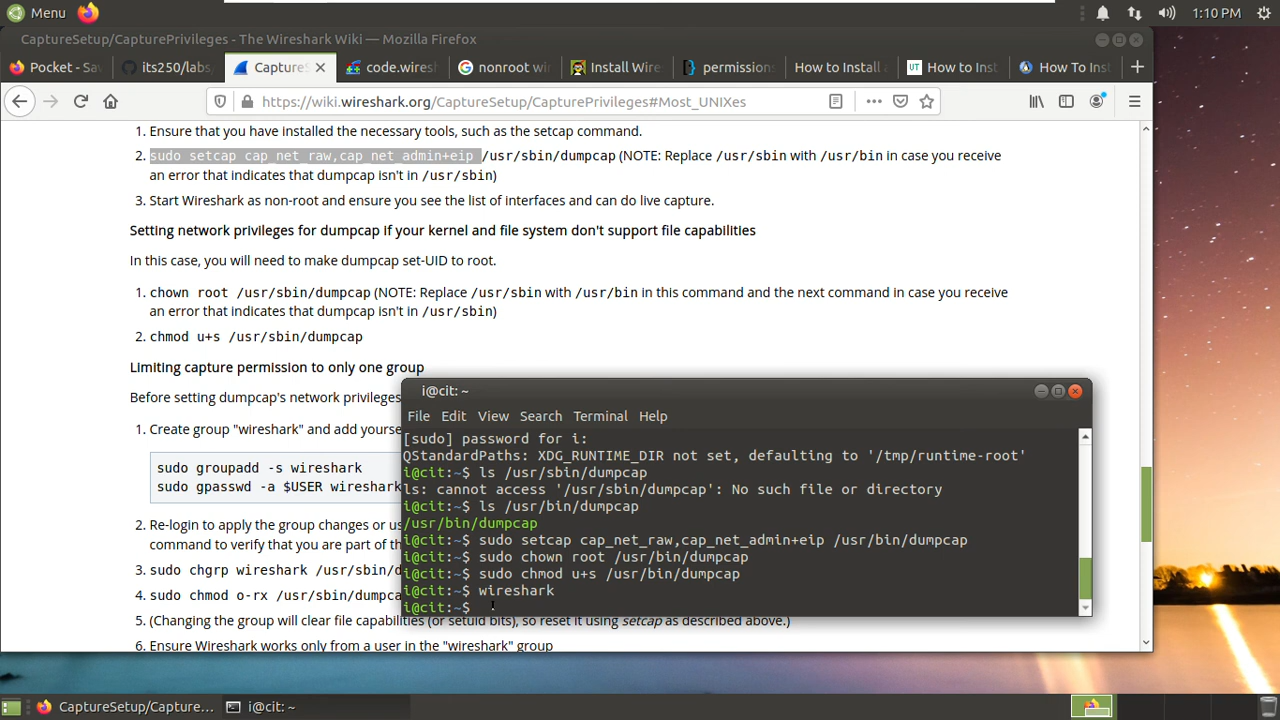 Menu
1:10 PM
CaptureSetup/CapturePrivileges - The Wireshark Wiki — Mozilla Firefox
Pocket - Sav
its250/labs
Capture
code.wiresh
nonroot wir
Install Wire
permissions
How to Install
How to Inst
How To Inst
https://wiki.wireshark.org/CaptureSetup/CapturePrivileges#Most_UNIXes
1. Ensure that you have installed the necessary tools, such as the setcap command.
2. sudo setcap cap_net_raw,cap_net_admin+eip /usr/sbin/dumpcap (NOTE: Replace /usr/sbin with /usr/bin in case you receive
an error that indicates that dumpcap isn't in /usr/sbin)
3. Start Wireshark as non-root and ensure you see the list of interfaces and can do live capture.
Setting network privileges for dumpcap if your kernel and file system don't support file capabilities
In this case, you will need to make dumpcap set-UID to root.
1. chown root /usr/sbin/dumpcap (NOTE: Replace /usr/sbin with /usr/bin in this command and the next command in case you receive
an error that indicates that dumpcap isn't in /usr/sbin)
2. chmod u+s /usr/sbin/dumpcap
Limiting capture permission to only one group
Before setting dumpcap's network privileges
1. Create group "wireshark" and add yourse
sudo groupadd -s wireshark
sudo gpasswd -a $USER wireshark
2. Re-login to apply the group changes or us
command to verify that you are part of th
3. sudo chgrp wireshark /usr/sbin/d
4. sudo chmod o-rx /usr/sbin/dumpca
5. (Changing the group will clear file capabilities (or setuid bits), so reset it using setcap as described above.)
6. Ensure Wireshark works only from a user in the "wireshark" group
i@cit: ~
File Edit View Search Terminal Help
[sudo] password for i:
QStandardPaths: XDG_RUNTIME_DIR not set, defaulting to '/tmp/runtime-root'
i@cit:~$ ls /usr/sbin/dumpcap
ls: cannot access '/usr/sbin/dumpcap': No such file or directory
i@cit:~$ ls /usr/bin/dumpcap
/usr/bin/dumpcap
i@cit:~$ sudo setcap cap_net_raw,cap_net_admin+eip /usr/bin/dumpcap
i@cit:~$ sudo chown root /usr/bin/dumpcap
i@cit:~$ sudo chmod u+s /usr/bin/dumpcap
i@cit:~$ wireshark
i@cit:~$
CaptureSetup/Capture...
i@cit: ~